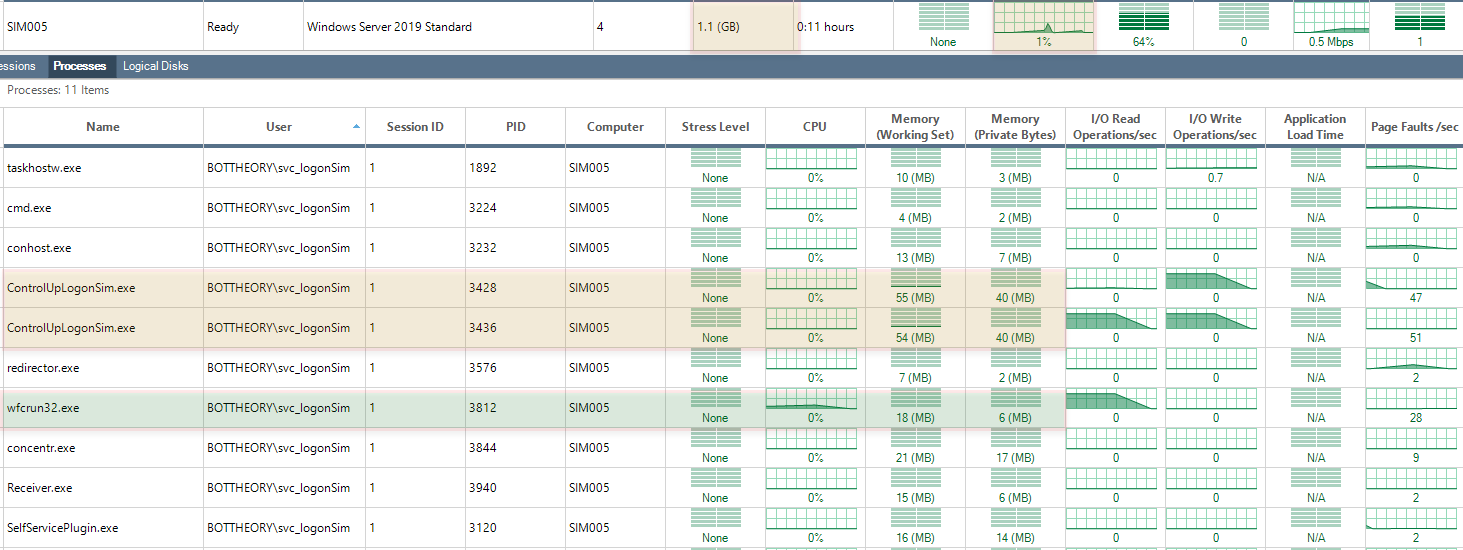 SIM005 Ready Windows Server 2019 Standard 4 1.1 (GB) 0:11 hours None 1% 64% 0 0.5 Mbps 1
essions Processes Logical Disks
Processes: 11 Items
Name User Session ID PID Computer Stress Level CPU Memory (Working Set) Memory (Private Bytes) I/O Read Operations/sec I/O Write Operations/sec Application Load Time Page Faults /sec
taskhostw.exe BOTTHEORY\svc_logonSim 1 1892 SIM005 None 0% 10 (MB) 3 (MB) 0 0.7 N/A 0
cmd.exe BOTTHEORY\svc_logonSim 1 3224 SIM005 None 0% 4 (MB) 2 (MB) 0 0 N/A 0
conhost.exe BOTTHEORY\svc_logonSim 1 3232 SIM005 None 0% 13 (MB) 7 (MB) 0 0 N/A 0
ControlUpLogonSim.exe BOTTHEORY\svc_logonSim 1 3428 SIM005 None 0% 55 (MB) 40 (MB) 0 0 N/A 47
ControlUpLogonSim.exe BOTTHEORY\svc_logonSim 1 3436 SIM005 None 0% 54 (MB) 40 (MB) 0 0 N/A 51
redirector.exe BOTTHEORY\svc_logonSim 1 3576 SIM005 None 0% 7 (MB) 2 (MB) 0 0 N/A 2
wfcrun32.exe BOTTHEORY\svc_logonSim 1 3812 SIM005 None 0% 18 (MB) 6 (MB) 0 0 N/A 28
concentr.exe BOTTHEORY\svc_logonSim 1 3844 SIM005 None 0% 21 (MB) 17 (MB) 0 0 N/A 9
Receiver.exe BOTTHEORY\svc_logonSim 1 3940 SIM005 None 0% 15 (MB) 6 (MB) 0 0 N/A 2
SelfServicePlugin.exe BOTTHEORY\svc_logonSim 1 3120 SIM005 None 0% 16 (MB) 14 (MB) 0 0 N/A 2